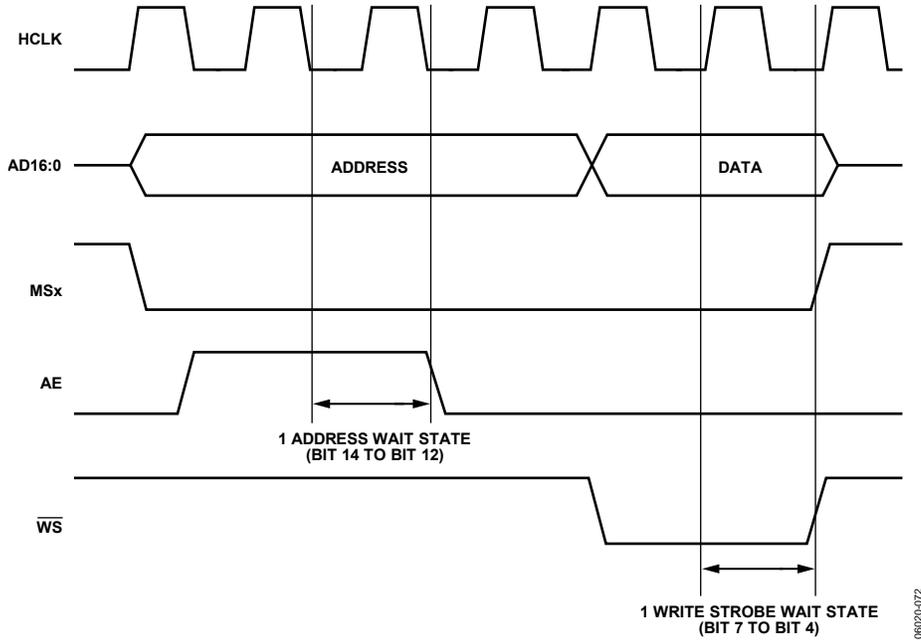 HCLK
AD16:0
ADDRESS
DATA
MSx
AE
1 ADDRESS WAIT STATE
(BIT 14 TO BIT 12)
WS
1 WRITE STROBE WAIT STATE
(BIT 7 TO BIT 4)
06020-072